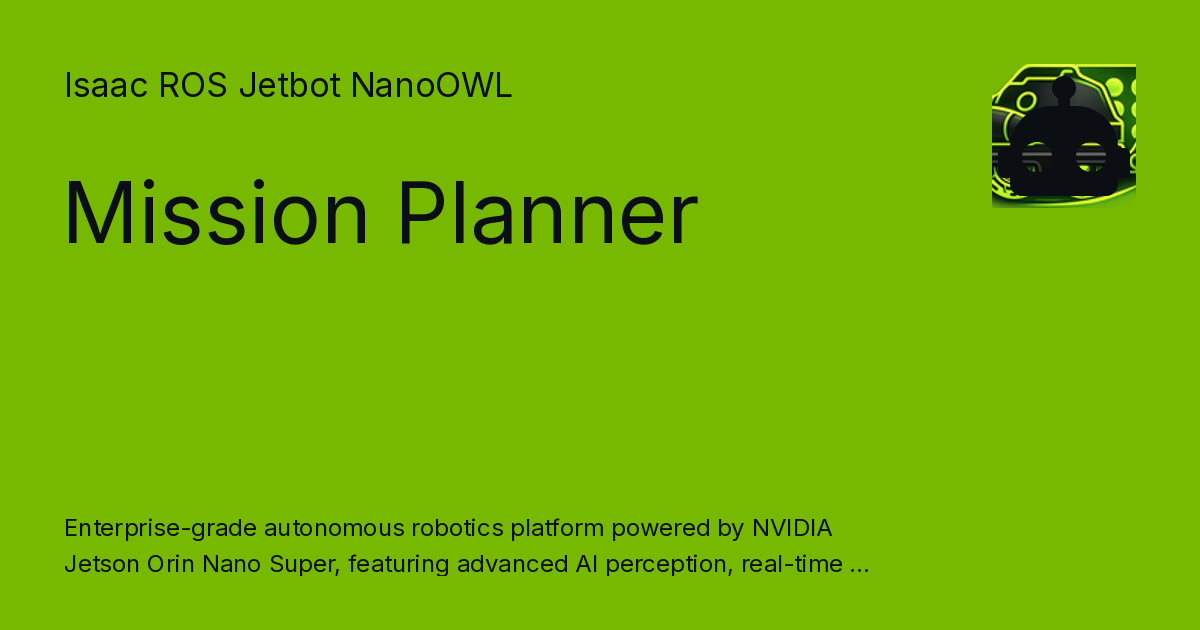 Isaac ROS Jetbot NanoOWL
Mission Planner
Enterprise-grade autonomous robotics platform powered by NVIDIA
Jetson Orin Nano Super, featuring advanced AI perception, real-time ...